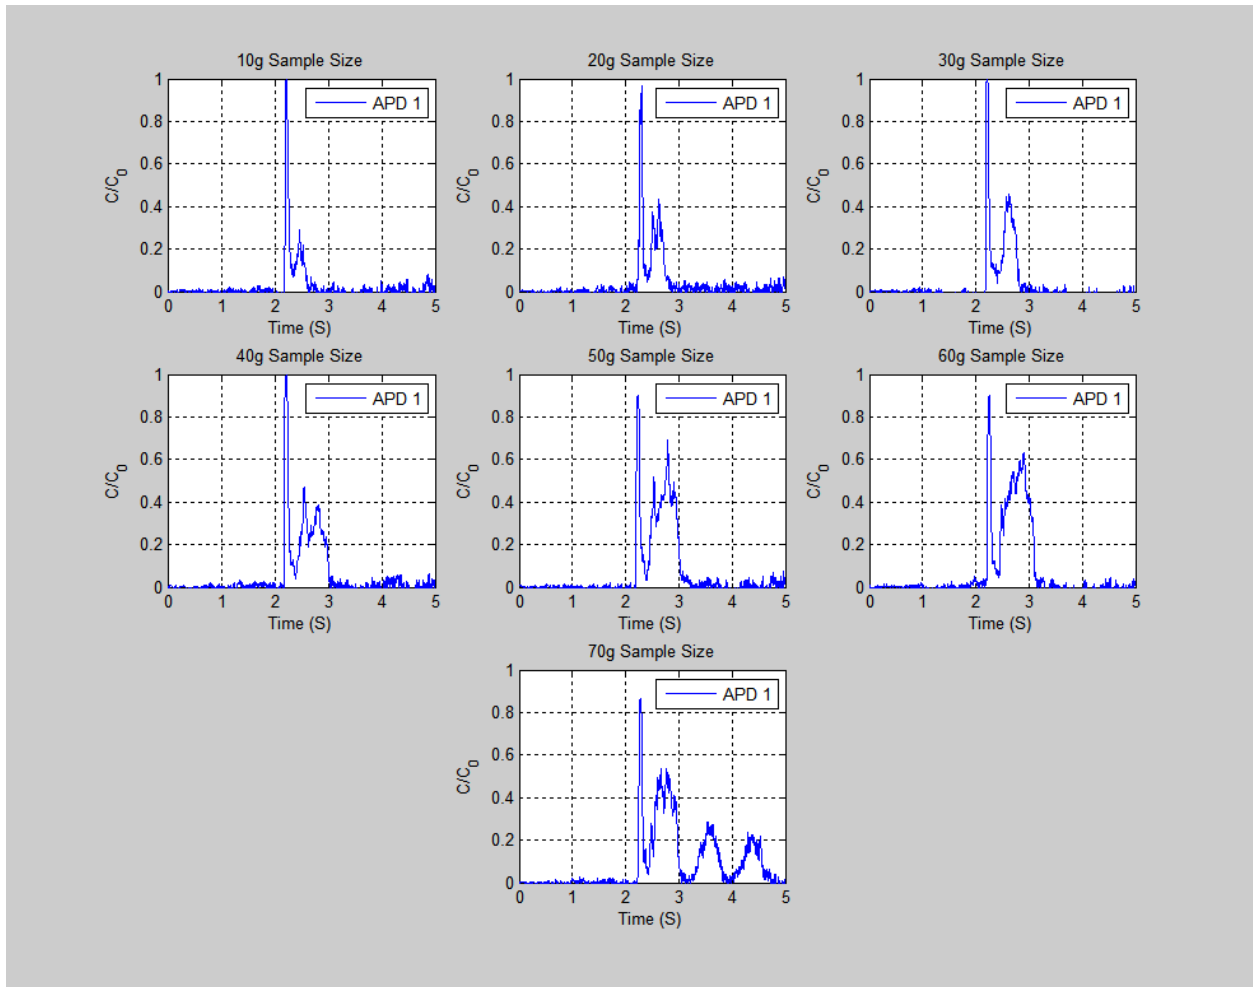 10g Sample Size
20g Sample Size
30g Sample Size
1
0.8
0.6
0.4
0.2
0
C/C0
APD 1
0 1 2 3 4 5
Time (S)
1
0.8
0.6
0.4
0.2
0
C/C0
APD 1
0 1 2 3 4 5
Time (S)
1
0.8
0.6
0.4
0.2
0
C/C0
APD 1
0 1 2 3 4 5
Time (S)
40g Sample Size
50g Sample Size
60g Sample Size
1
0.8
0.6
0.4
0.2
0
C/C0
APD 1
0 1 2 3 4 5
Time (S)
1
0.8
0.6
0.4
0.2
0
C/C0
APD 1
0 1 2 3 4 5
Time (S)
1
0.8
0.6
0.4
0.2
0
C/C0
APD 1
0 1 2 3 4 5
Time (S)
70g Sample Size
1
0.8
0.6
0.4
0.2
0
C/C0
APD 1
0 1 2 3 4 5
Time (S)